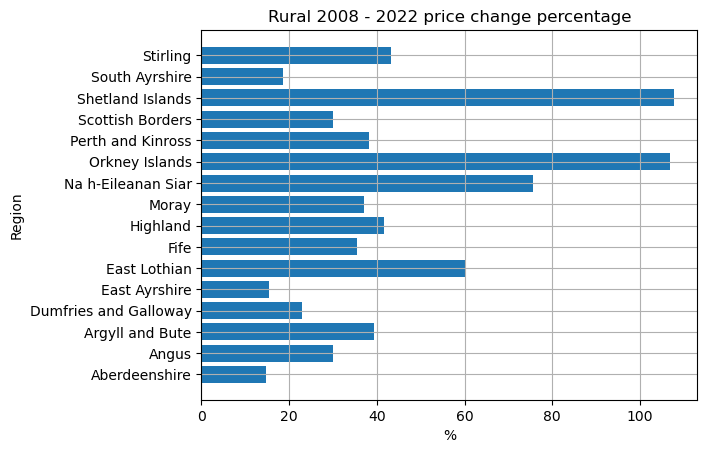 Rural 2008 - 2022 price change percentage
Stirling
South Ayrshire
Shetland Islands
Scottish Borders
Perth and Kinross
Orkney Islands
Na h-Eileanan Siar
Moray
Highland
Fife
East Lothian
East Ayrshire
Dumfries and Galloway
Argyll and Bute
Angus
Aberdeenshire
Region
0 20 40 60 80 100
%